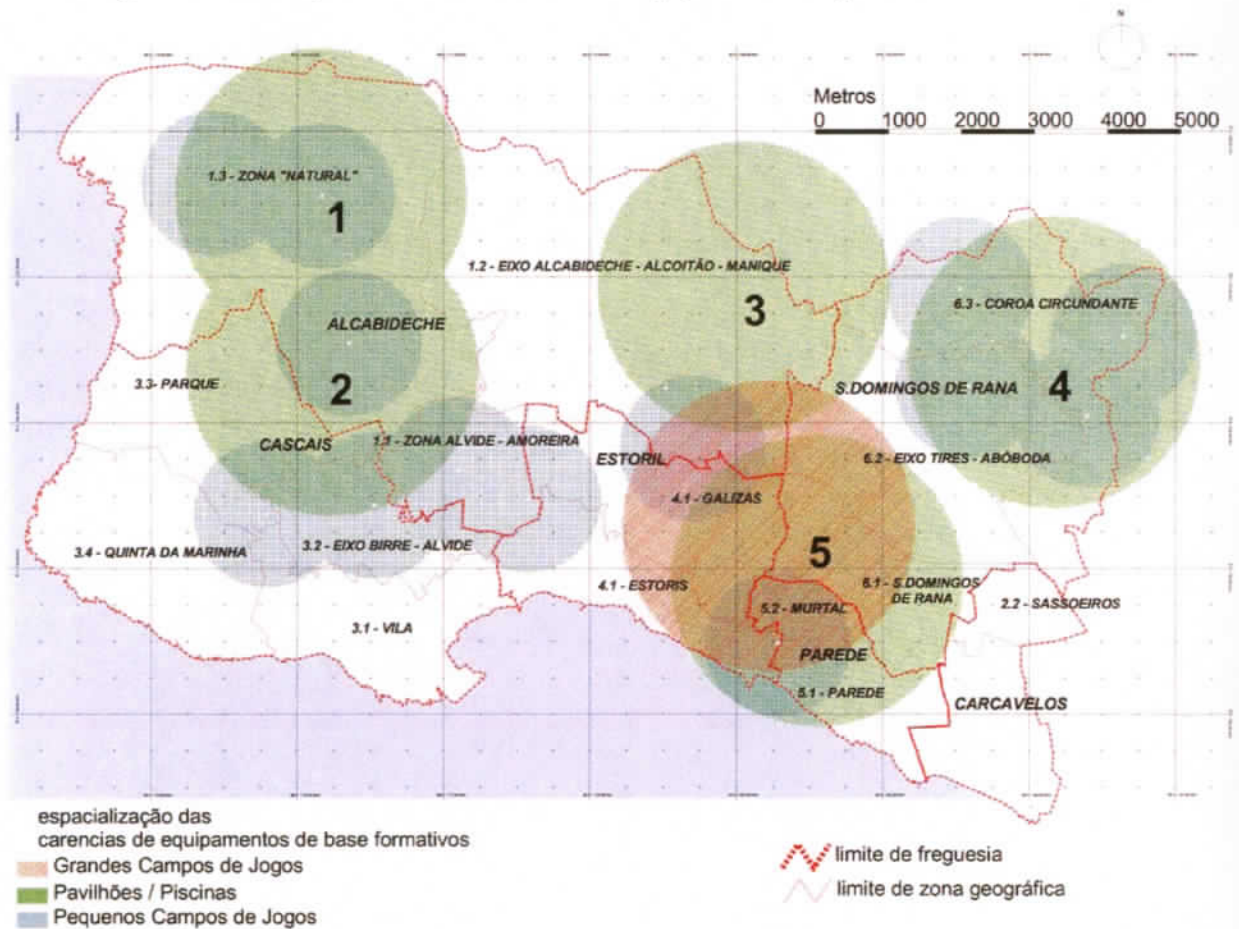 N
Metros
0 1000 2000 3000 4000 5000
1.3 - ZONA "NATURAL"
1
1.2 - EIXO ALCABIDECHE - ALCOITÃO - MANIQUE
3
6.3 - COROA CIRCUNDANTE
ALCABIDECHE
3.3- PARQUE
2
S.DOMINGOS DE RANA
4
CASCAIS
1.1 - ZONA ALVIDE - AMOREIRA
ESTORIL
6.2 - EIXO TIRES - ABÓBODA
4.1 - GALIZAS
3.4 - QUINTA DA MARINHA
3.2 - EIXO BIRRE - ALVIDE
5
4.1 - ESTORIS
6.1 - S.DOMINGOS
DE RANA
5.2 - MURTAL
2.2 - SASSOEIROS
3.1 - VILA
PAREDE
5.1 - PAREDE
CARCAVELOS
espacialização das
carencias de equipamentos de base formativos
Grandes Campos de Jogos
Pavilhões / Piscinas
Pequenos Campos de Jogos
limite de freguesia
limite de zona geográfica